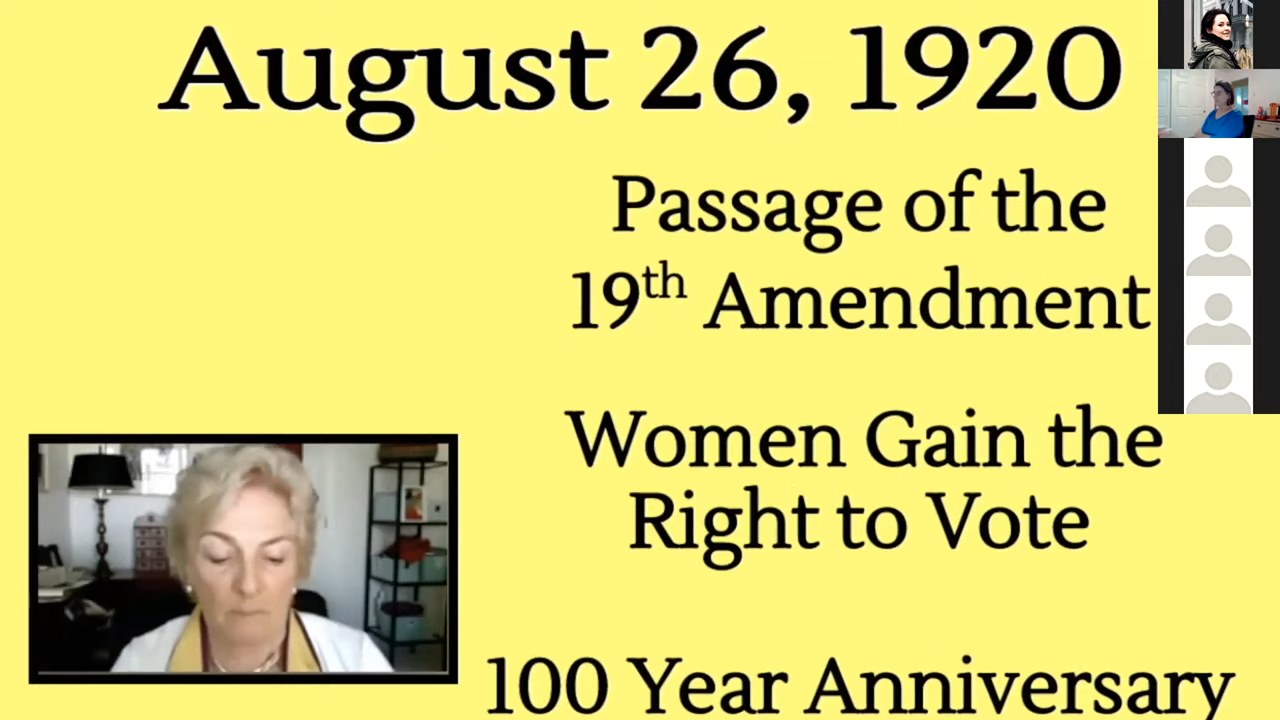 August 26, 1920
Passage of the
19th Amendment
Women Gain the
Right to Vote
100 Year Anniversary